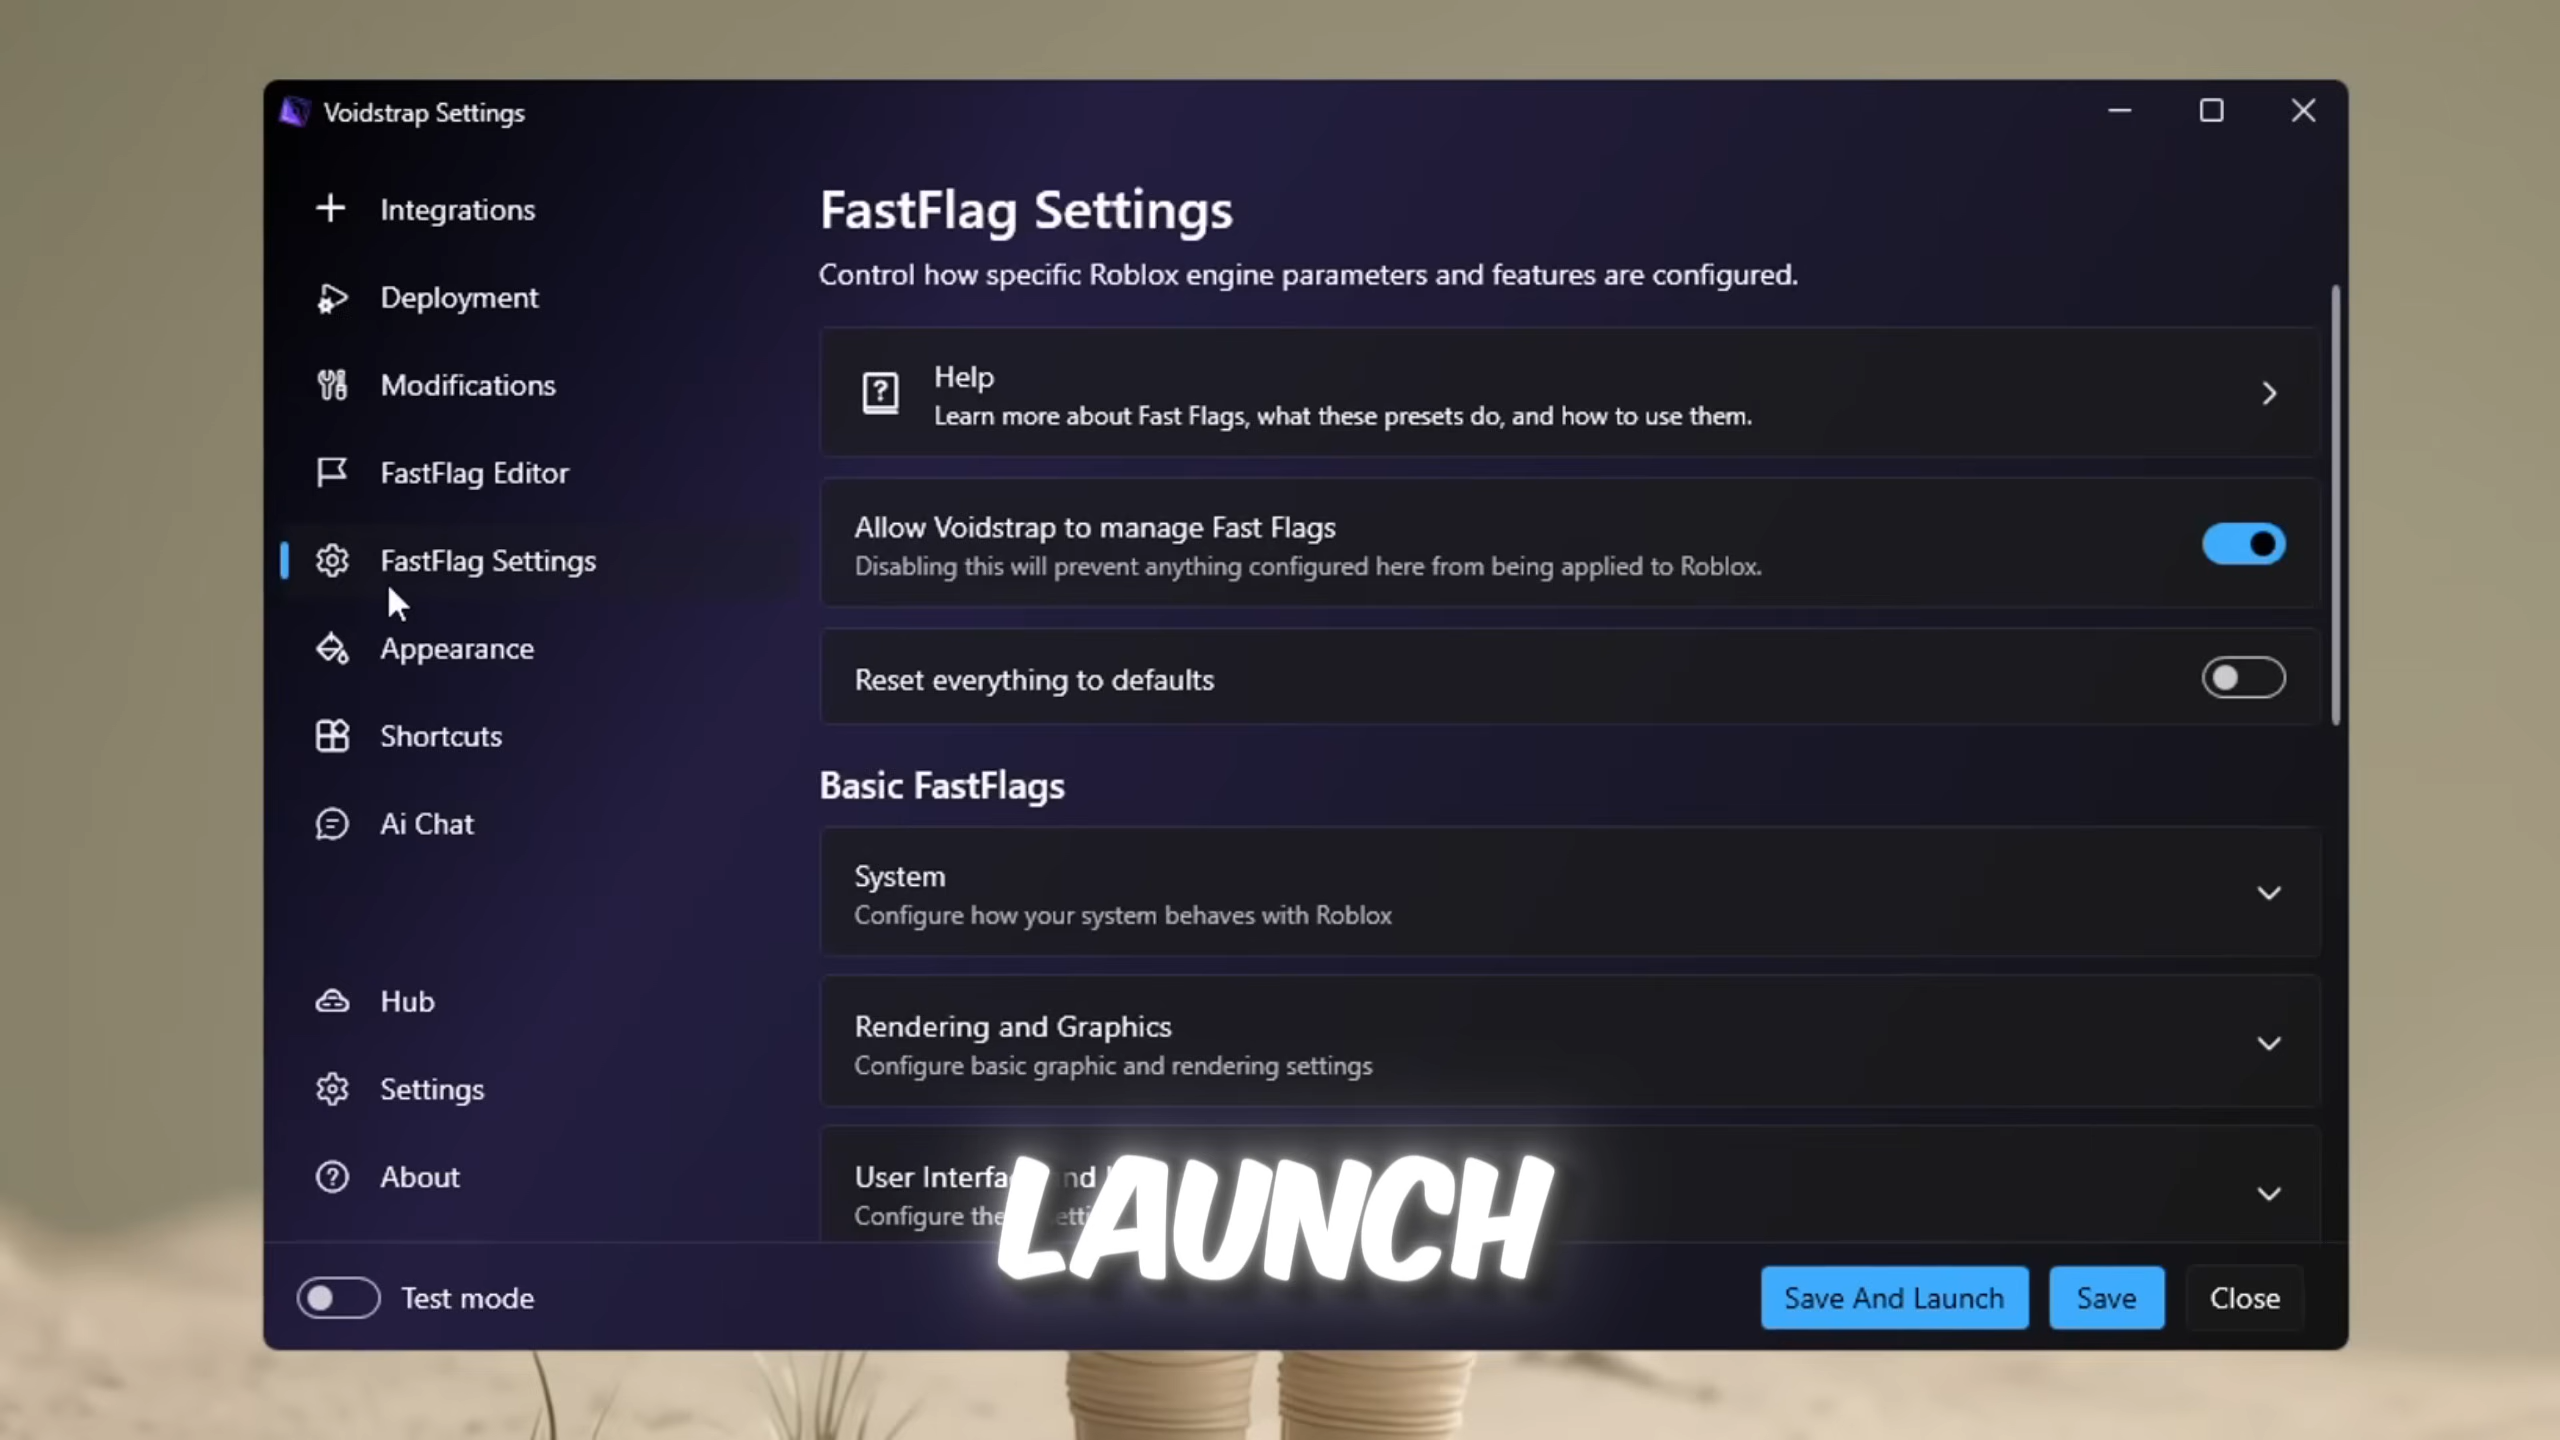 Voidstrap Settings
Integrations
Deployment
Modifications
FastFlag Editor
FastFlag Settings
Appearance
Shortcuts
Ai Chat
Hub
Settings
About
Test mode
FastFlag Settings
Control how specific Roblox engine parameters and features are configured.
Help
Learn more about Fast Flags, what these presets do, and how to use them.
Allow Voidstrap to manage Fast Flags
Disabling this will prevent anything configured here from being applied to Roblox.
Reset everything to defaults
Basic FastFlags
System
Configure how your system behaves with Roblox
Rendering and Graphics
Configure basic graphic and rendering settings
User
Configure
LAUNCH
Save And Launch
Save
Close